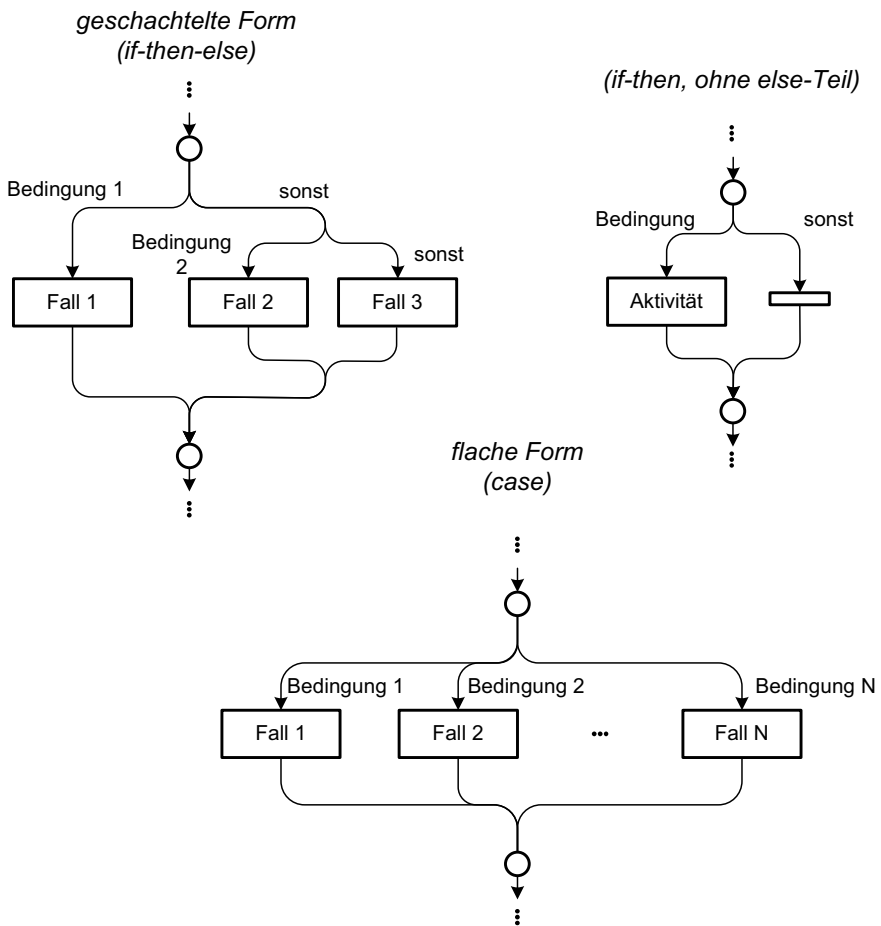 geschachtelte Form
(if-then-else)
Bedingung 1
sonst
Bedingung
2
sonst
Fall 1
Fall 2
Fall 3
(if-then, ohne else-Teil)
Bedingung
sonst
Aktivität
flache Form
(case)
Bedingung 1
Bedingung 2
Bedingung N
Fall 1
Fall 2
...
Fall N